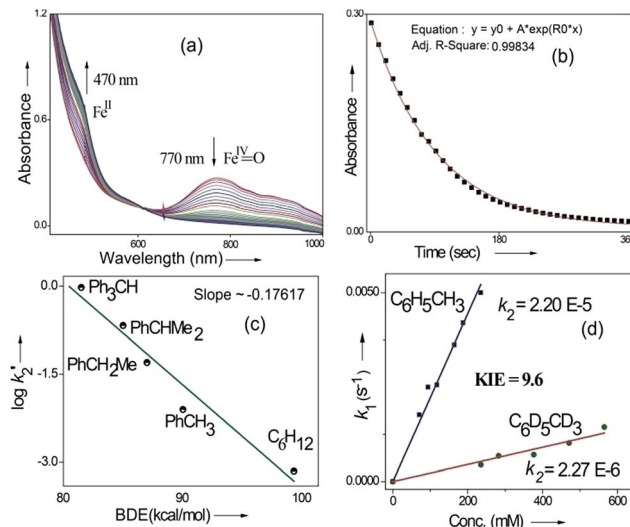 1.2
0.6
0.0
Absorbance
(a)
470 nm
Fe^II
770 nm
Fe^IV=O
600
800
1000
Wavelength (nm)
0.30
0.00
Absorbance
Equation : y = y0 + A*exp(R0*x)
Adj. R-Square: 0.99834
(b)
0
180
36
Time (sec)
0.0
-1.5
-3.0
log k2'
Ph3CH
Slope ~ -0.17617
PhCHMe2
(c)
PhCH2Me
PhCH3
C6H12
80
90
100
BDE(kcal/mol)
0.0050
0.0000
k1 (s-1)
C6H5CH3
k2 = 2.20 E-5
(d)
KIE = 9.6
C6D5CD3
k2 = 2.27 E-6
0
200
400
600
Conc. (mM)